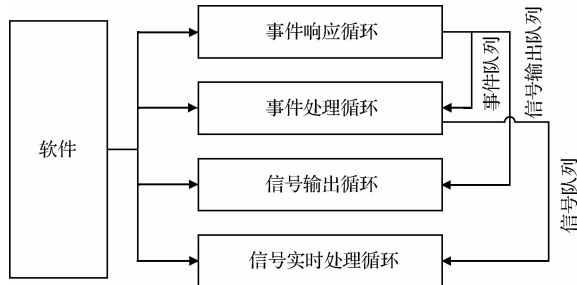 软件
事件响应循环
事件处理循环
信号输出循环
信号实时处理循环
事件队列
信号输出队列
信号队列